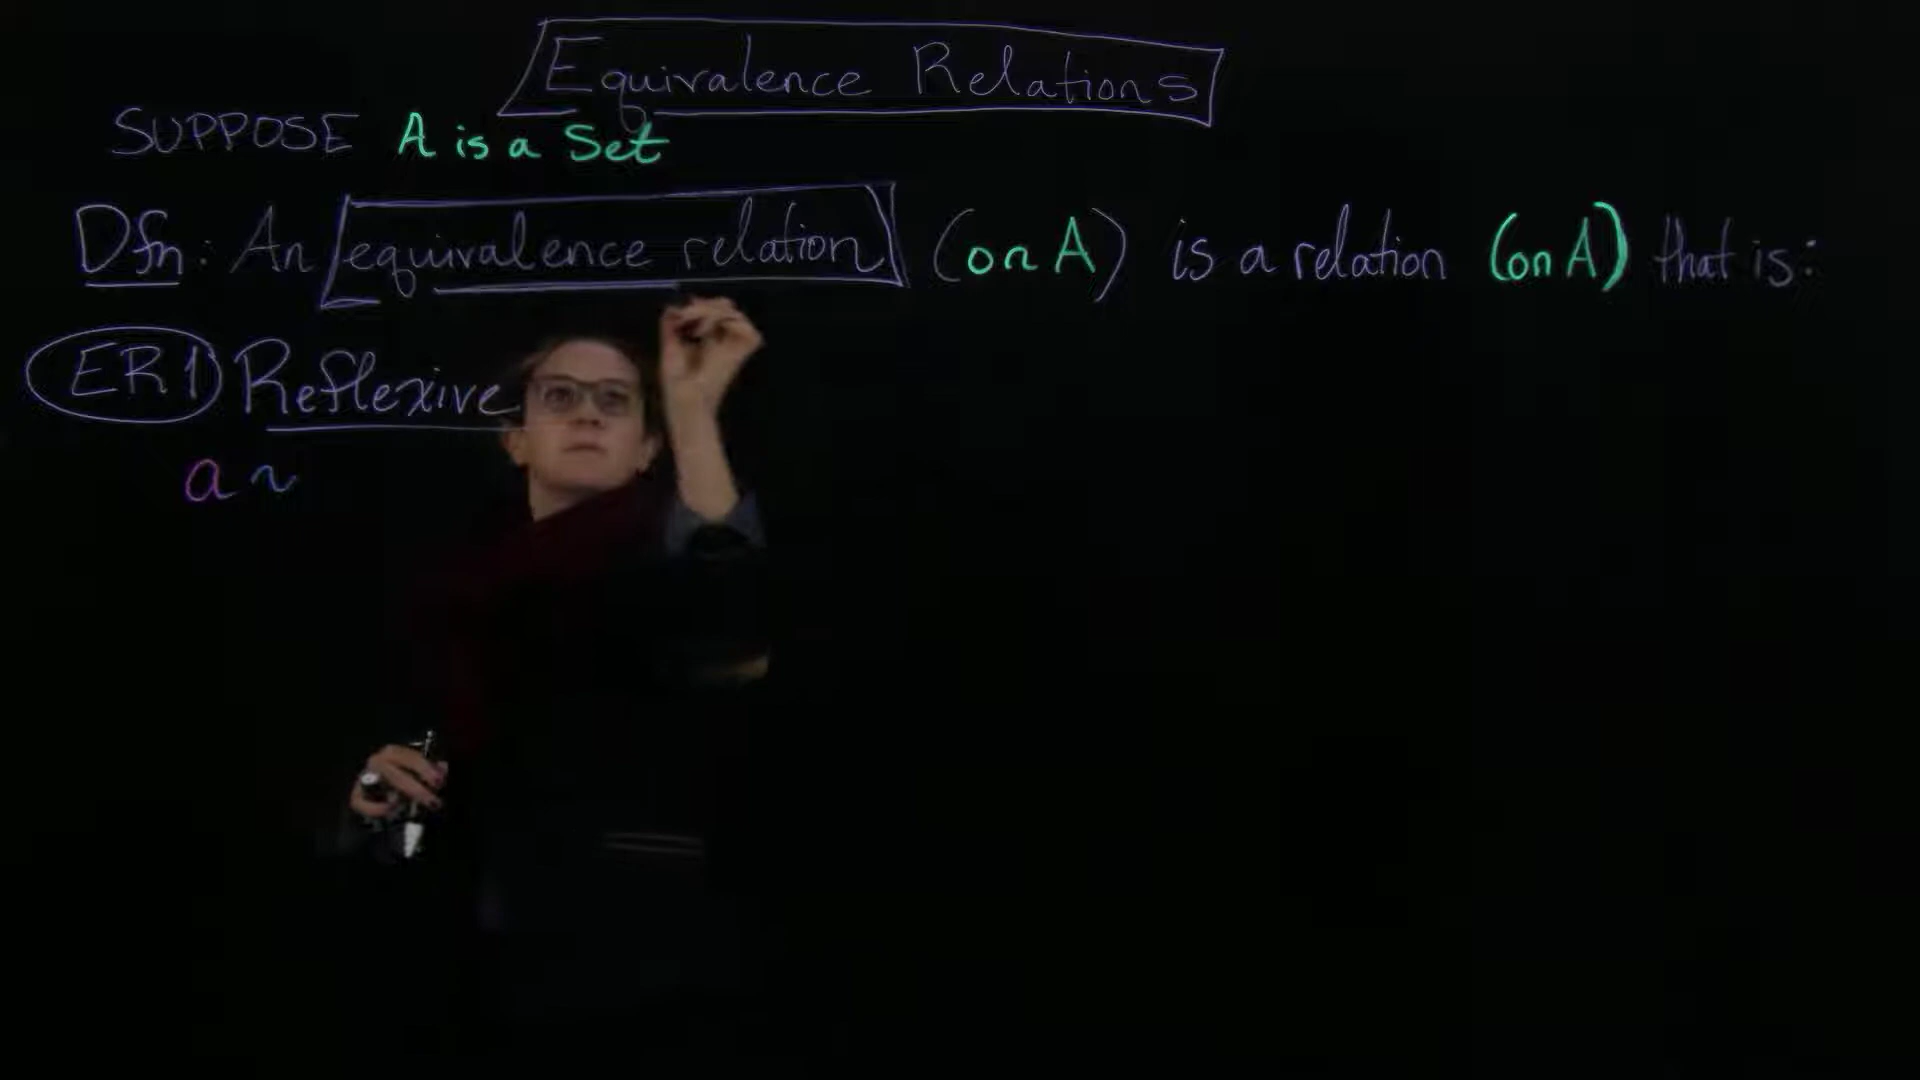 Equivalence Relations
SUPPOSE A is a Set
Dfn: An equivalence relation (on A) is a relation (on A) that is:
ER1 Reflexive
a ~